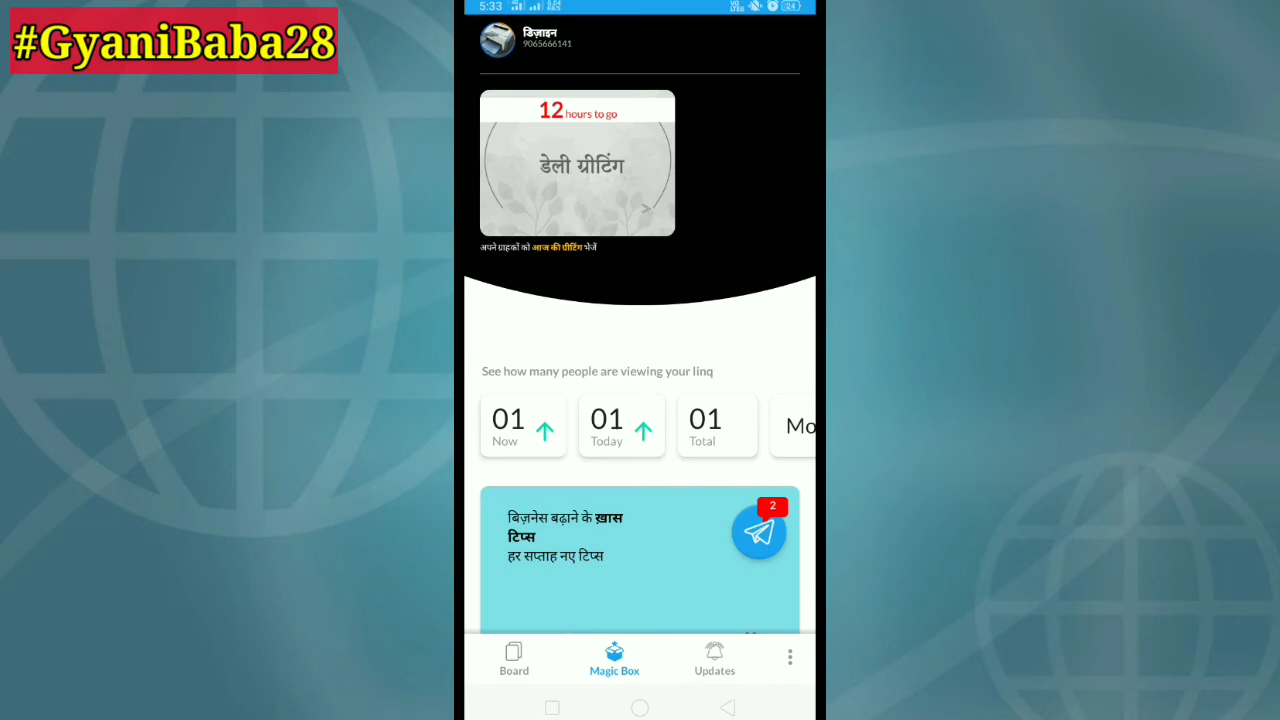 #GyaniBaba28
5:33
24
डिज़ाइन
9065666141
12 hours to go
डेली ग्रीटिंग
अपने ग्राहकों को आज की ग्रीटिंग भेजें
See how many people are viewing your linq
01 01 01 Mo
Now Today Total
2
बिज़नेस बढ़ाने के ख़ास
टिप्स
हर सप्ताह नए टिप्स
Board Magic Box Updates